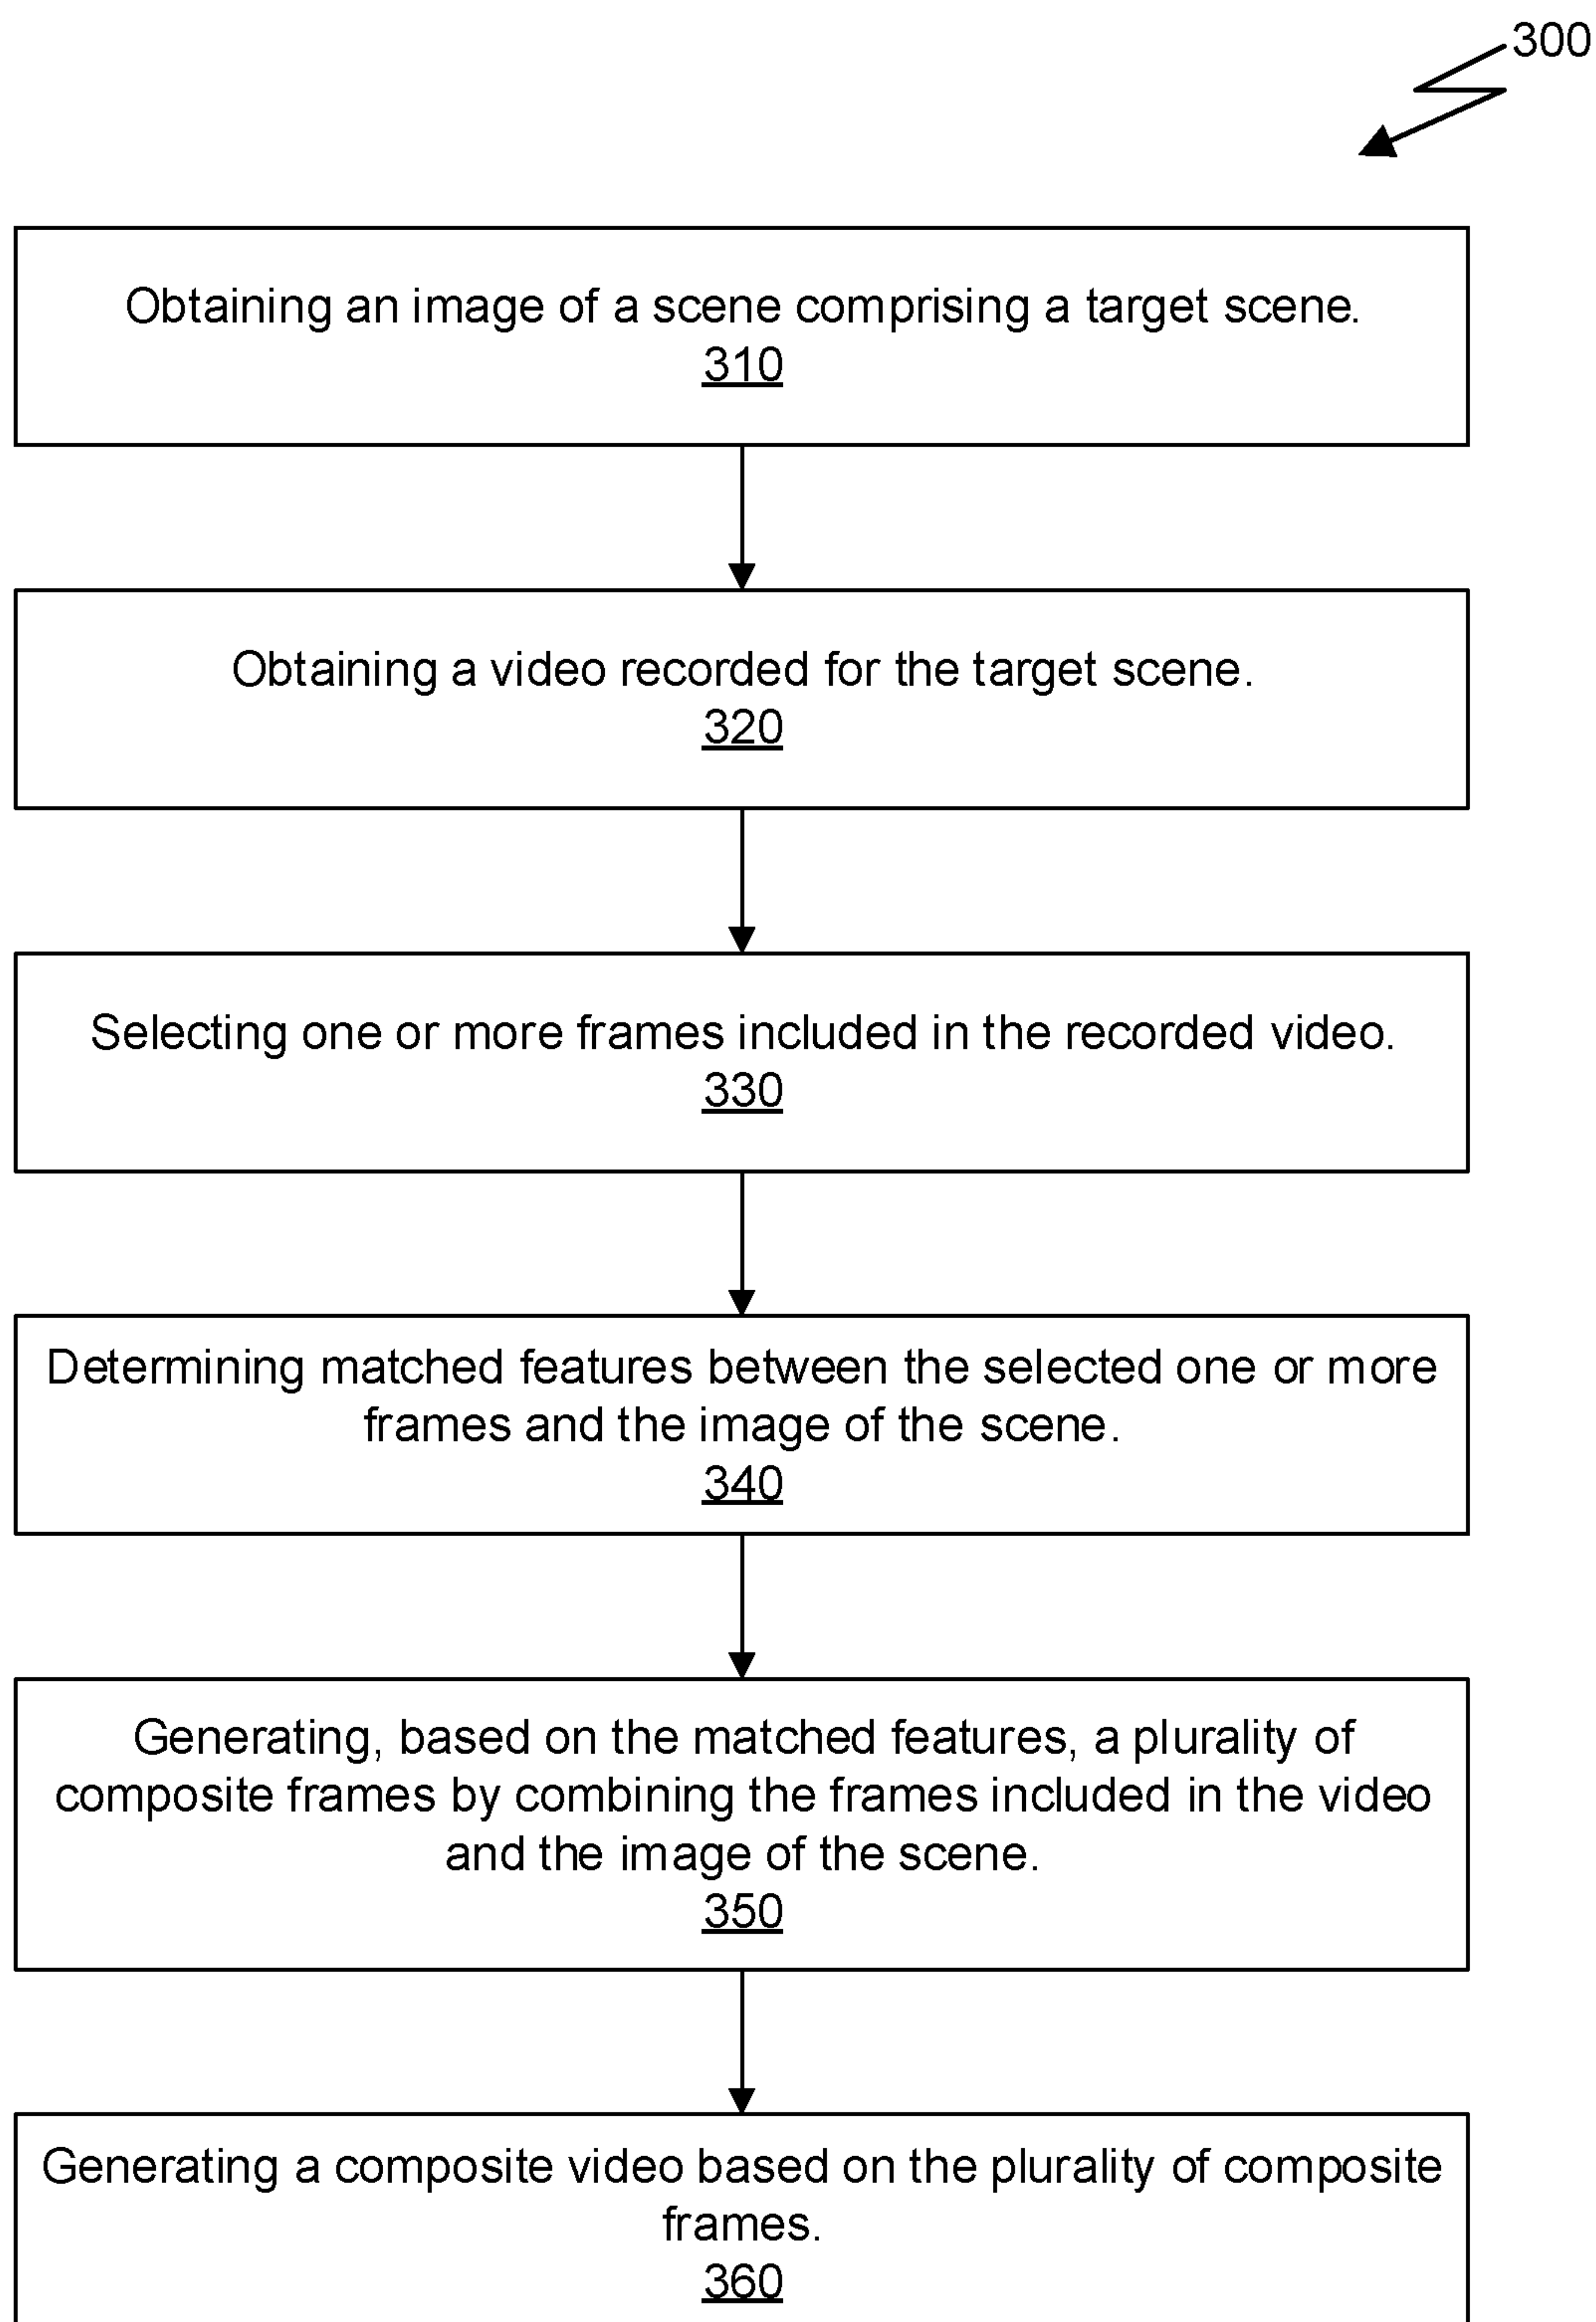 300
Obtaining an image of a scene comprising a target scene.
310
Obtaining a video recorded for the target scene.
320
Selecting one or more frames included in the recorded video.
330
Determining matched features between the selected one or more
frames and the image of the scene.
340
Generating, based on the matched features, a plurality of
composite frames by combining the frames included in the video
and the image of the scene.
350
Generating a composite video based on the plurality of composite
frames.
360